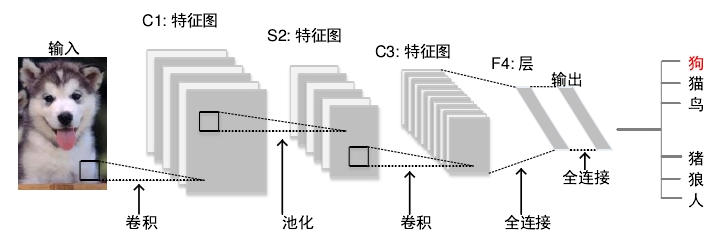 C1: 特征图
S2: 特征图
C3: 特征图
输入
F4: 层
输出
狗
猫
鸟
猪
狼
人
全连接
卷积
池化
卷积
全连接